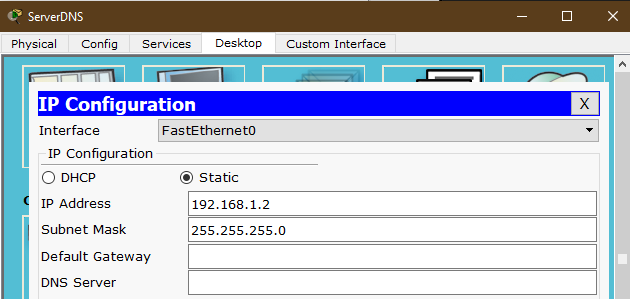 ServerDNS
Physical Config Services Desktop Custom Interface
IP Configuration X
Interface FastEthernet0
IP Configuration
DHCP Static
IP Address 192.168.1.2
Subnet Mask 255.255.255.0
Default Gateway
DNS Server